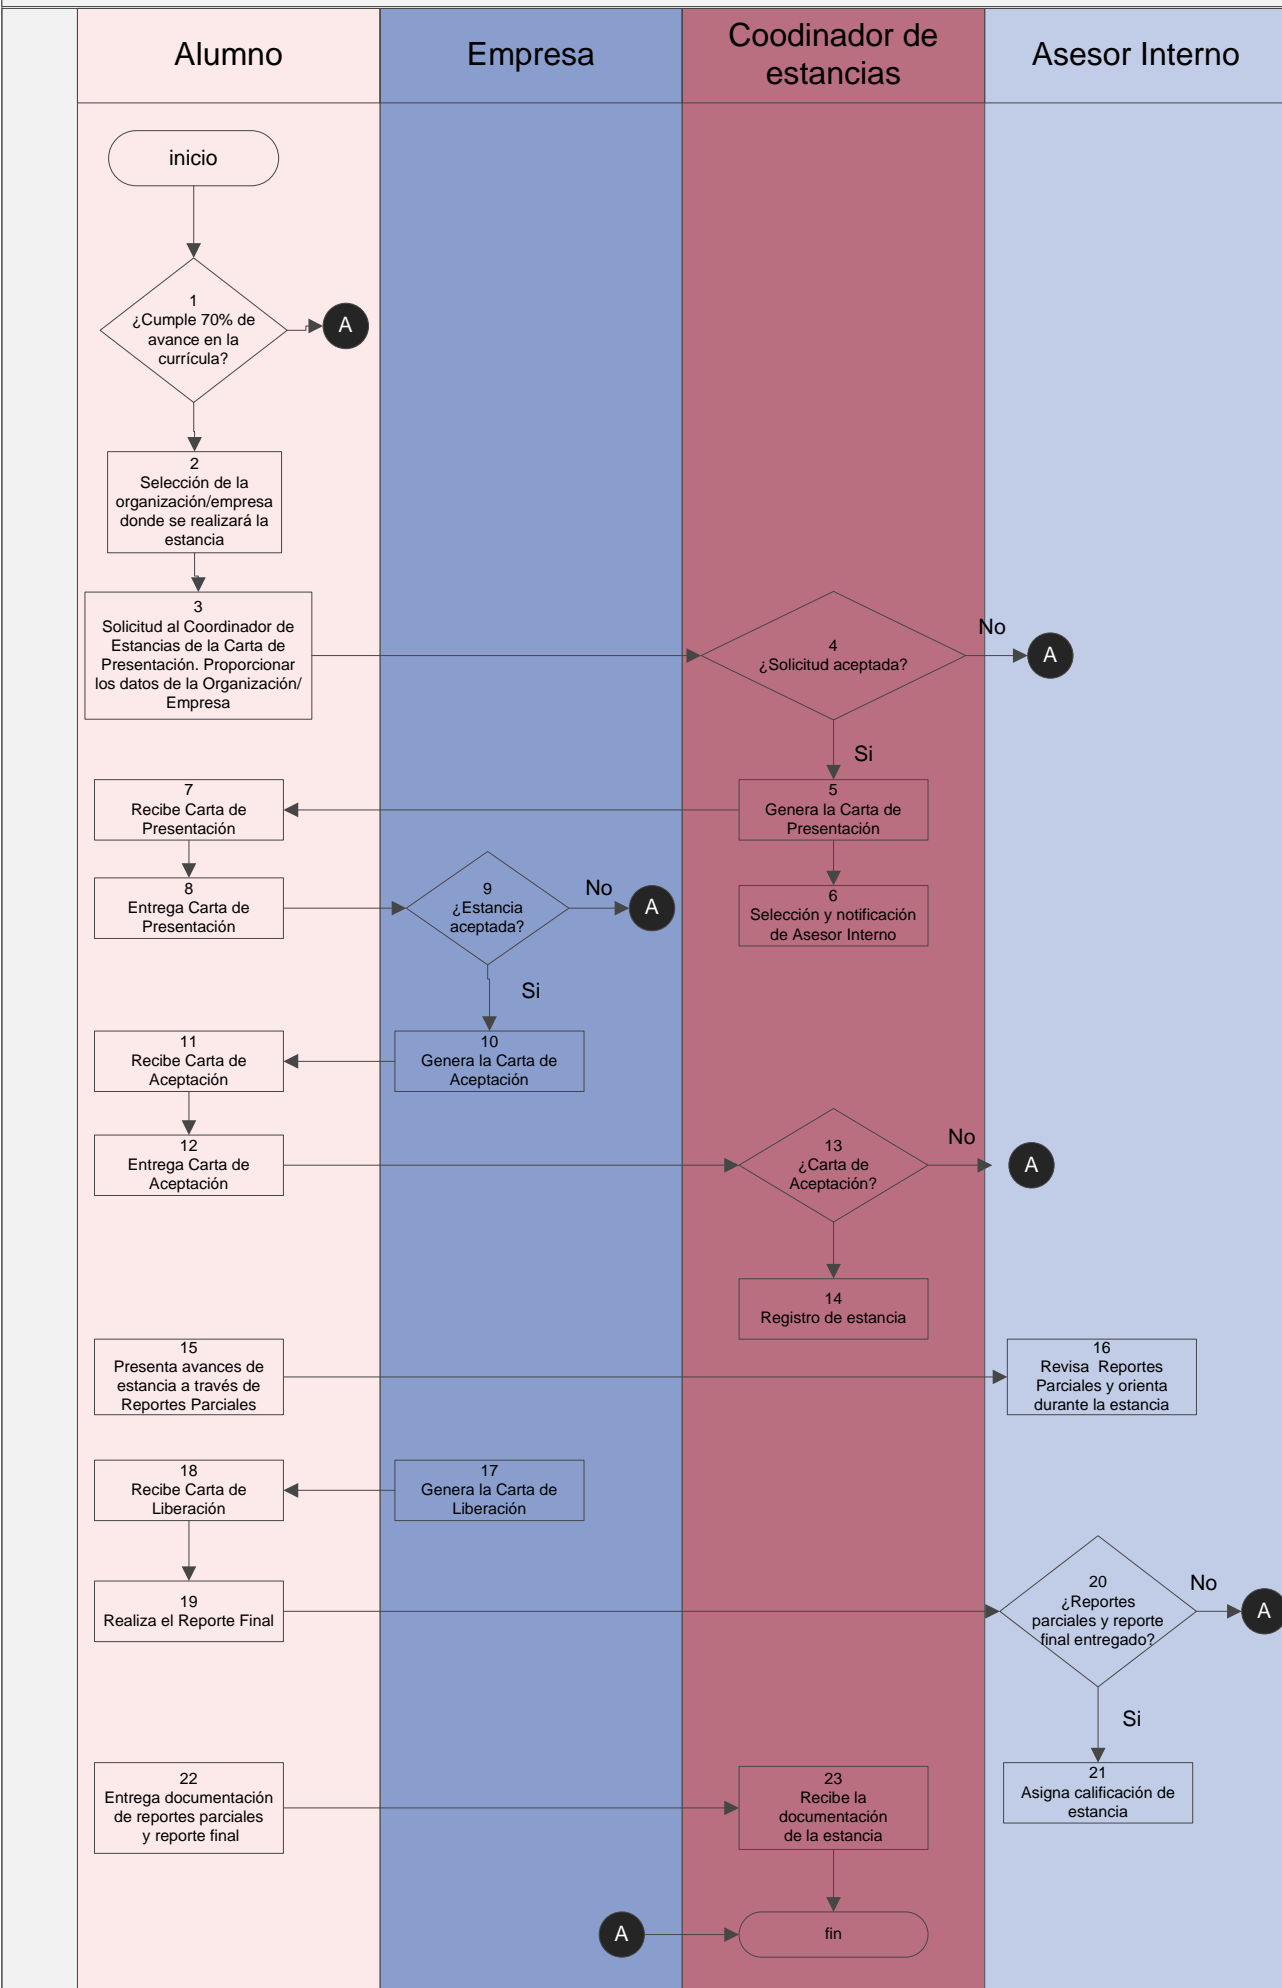 Alumno
Empresa
Coodinador de
estancias
Asesor Interno
inicio
1
¿Cumple 70% de
avance en la
currícula?
A
2
Selección de la
organización/empresa
donde se realizará la
estancia
3
Solicitud al Coordinador de
Estancias de la Carta de
Presentación. Proporcionar
los datos de la Organización/
Empresa
4
¿Solicitud aceptada?
No
A
Si
7
Recibe Carta de
Presentación
5
Genera la Carta de
Presentación
8
Entrega Carta de
Presentación
9
¿Estancia
aceptada?
No
A
6
Selección y notificación
de Asesor Interno
Si
11
Recibe Carta de
Aceptación
10
Genera la Carta de
Aceptación
12
Entrega Carta de
Aceptación
13
¿Carta de
Aceptación?
No
A
14
Registro de estancia
15
Presenta avances de
estancia a través de
Reportes Parciales
16
Revisa  Reportes
Parciales y orienta
durante la estancia
18
Recibe Carta de
Liberación
17
Genera la Carta de
Liberación
19
Realiza el Reporte Final
20
¿Reportes
parciales y reporte
final entregado?
No
A
Si
22
Entrega documentación
de reportes parciales
y reporte final
23
Recibe la
documentación
de la estancia
21
Asigna calificación de
estancia
A
fin